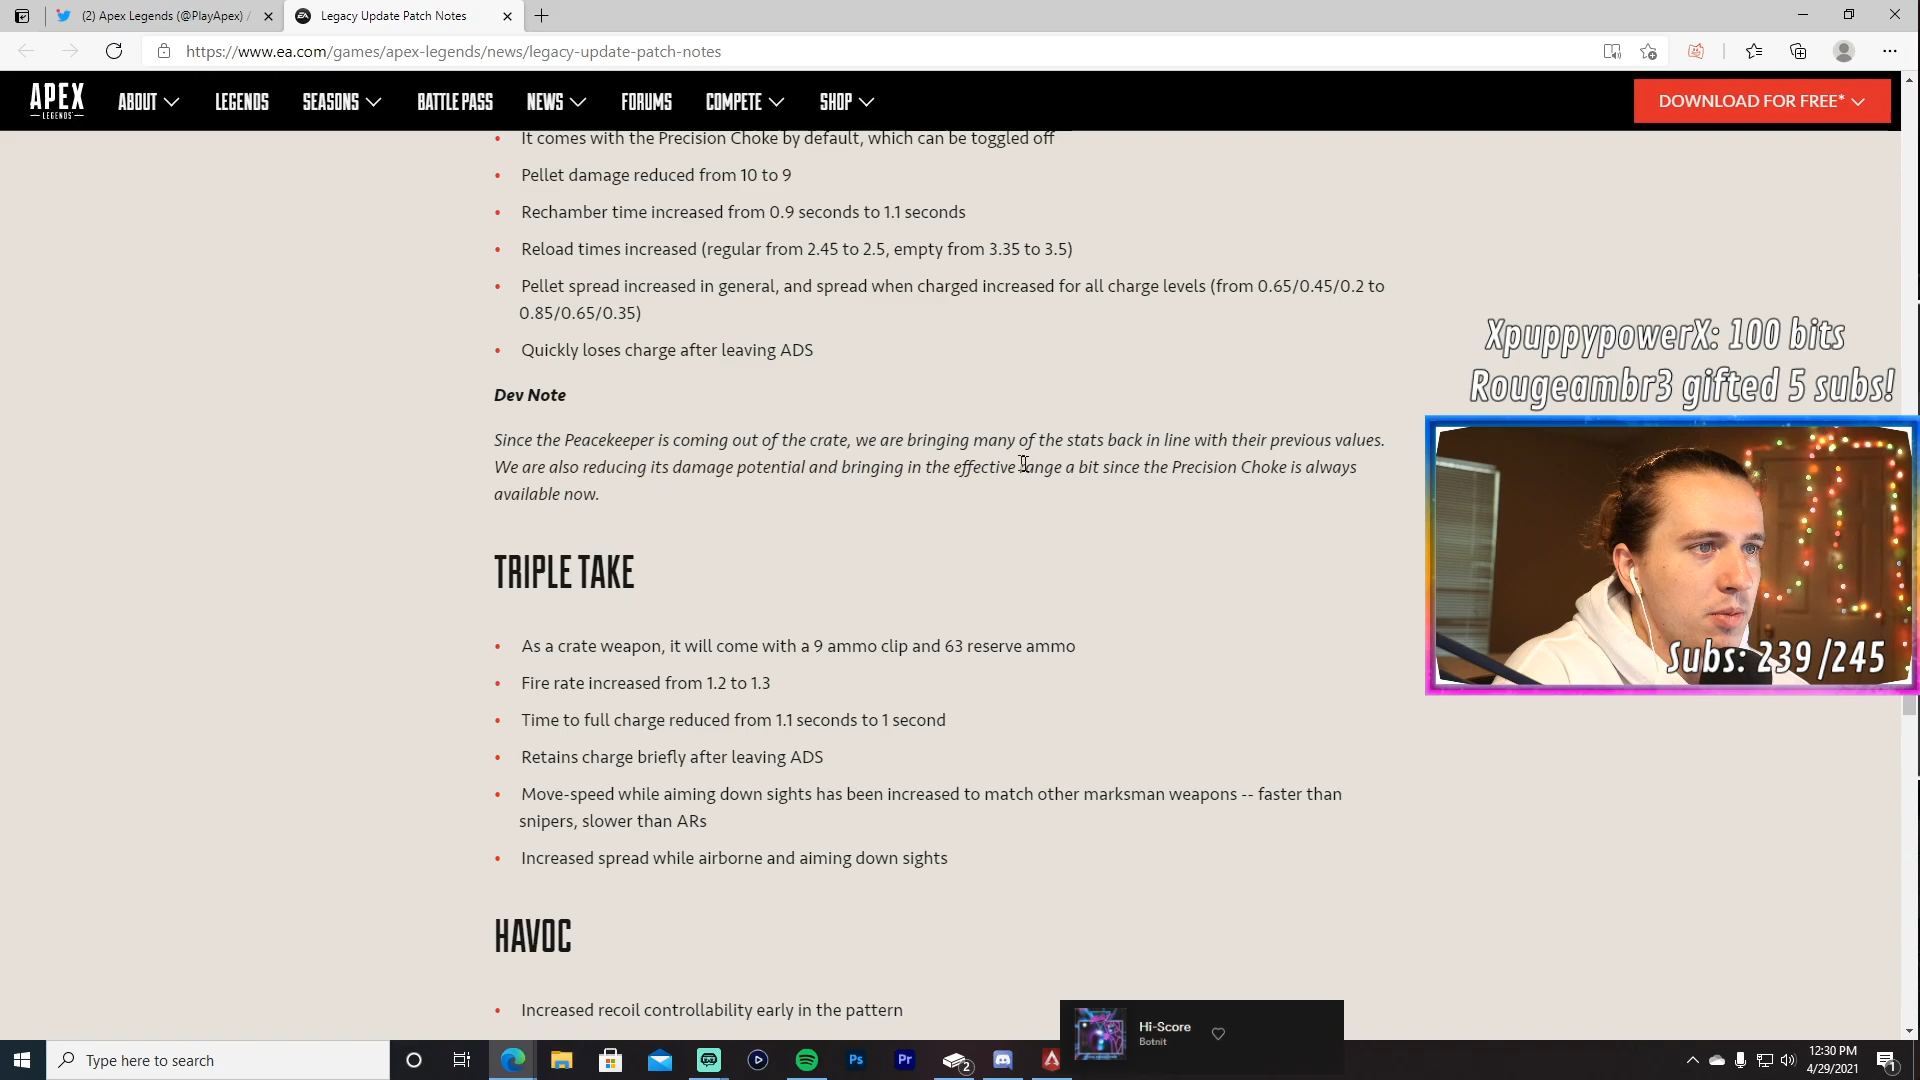 (2) Apex Legends (@PlayApex) /
Legacy Update Patch Notes
https://www.ea.com/games/apex-legends/news/legacy-update-patch-notes
APEX
LEGENDS
ABOUT
LEGENDS
SEASONS
BATTLE PASS
NEWS
FORUMS
COMPETE
SHOP
DOWNLOAD FOR FREE*
• It comes with the Precision Choke by default, which can be toggled off
• Pellet damage reduced from 10 to 9
• Rechamber time increased from 0.9 seconds to 1.1 seconds
• Reload times increased (regular from 2.45 to 2.5, empty from 3.35 to 3.5)
• Pellet spread increased in general, and spread when charged increased for all charge levels (from 0.65/0.45/0.2 to
0.85/0.65/0.35)
• Quickly loses charge after leaving ADS
Dev Note
Since the Peacekeeper is coming out of the crate, we are bringing many of the stats back in line with their previous values.
We are also reducing its damage potential and bringing in the effective range a bit since the Precision Choke is always
available now.
TRIPLE TAKE
• As a crate weapon, it will come with a 9 ammo clip and 63 reserve ammo
• Fire rate increased from 1.2 to 1.3
• Time to full charge reduced from 1.1 seconds to 1 second
• Retains charge briefly after leaving ADS
• Move-speed while aiming down sights has been increased to match other marksman weapons -- faster than
snipers, slower than ARs
• Increased spread while airborne and aiming down sights
HAVOC
• Increased recoil controllability early in the pattern
XpuppypowerX: 100 bits
Rougeambr3 gifted 5 subs!
Subs: 239 /245
Hi-Score
Botnit
Type here to search
Ps
Pr
2
12:30 PM
4/29/2021
1